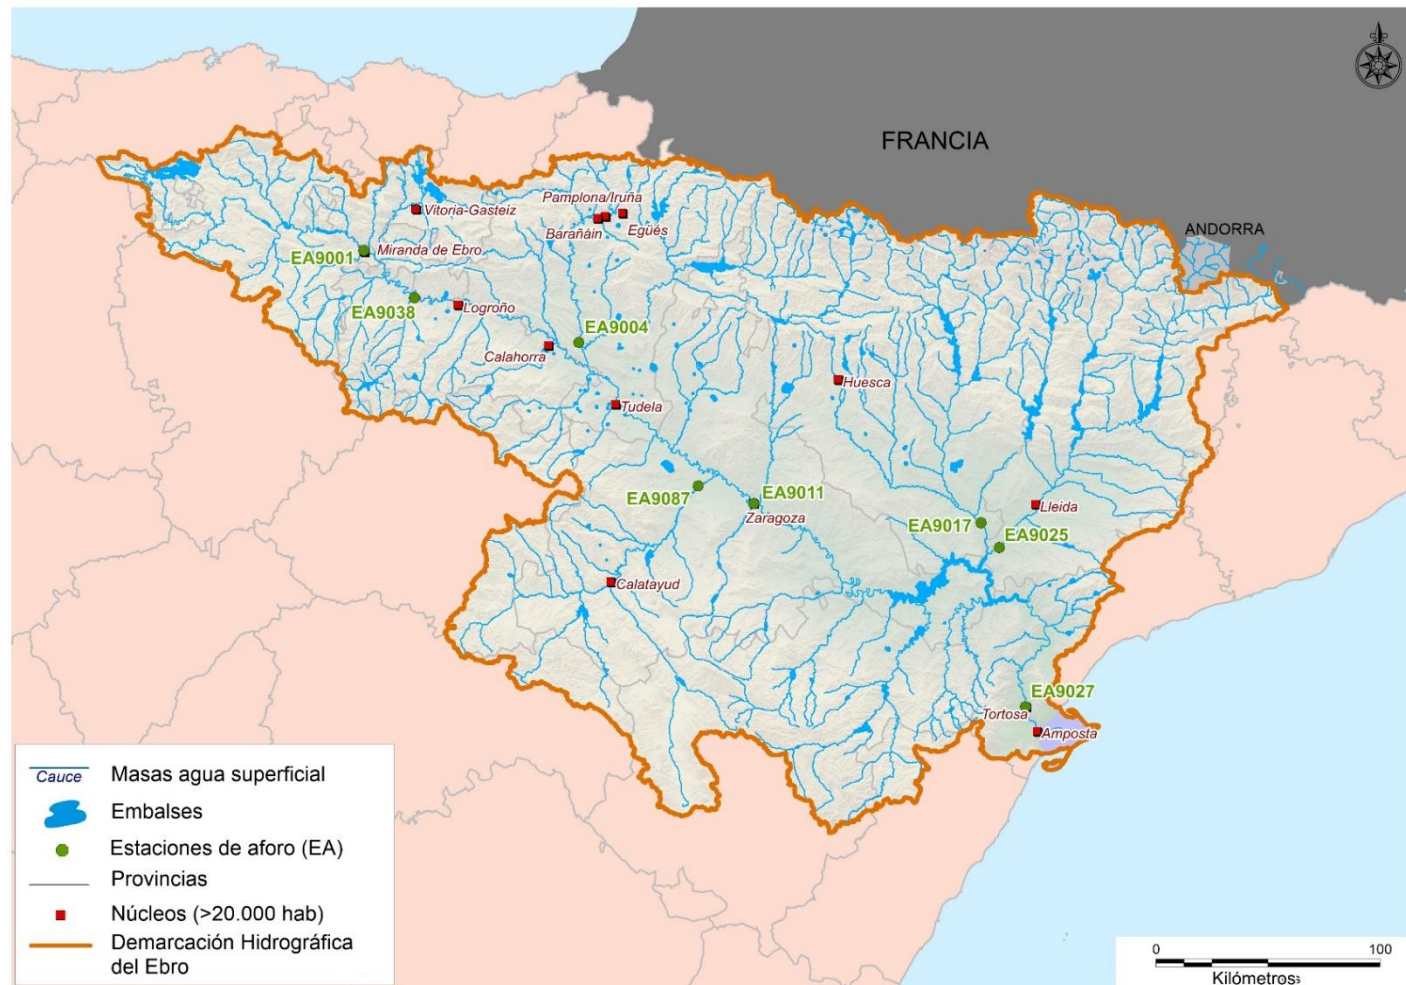 FRANCIA
ANDORRA
Pamplona/Iruña
Vitoria-Gasteiz
Barañáin
Egüés
EA9001
Miranda de Ebro
EA9038
Logroño
EA9004
Calahorra
Huesca
Tudela
EA9087
EA9011
Zaragoza
Lleida
EA9017
EA9025
Calatayud
EA9027
Tortosa
Amposta
Cauce
Masas agua superficial
Embalses
Estaciones de aforo (EA)
Provincias
Núcleos (>20.000 hab)
Demarcación Hidrográfica
del Ebro
0 100
Kilómetros